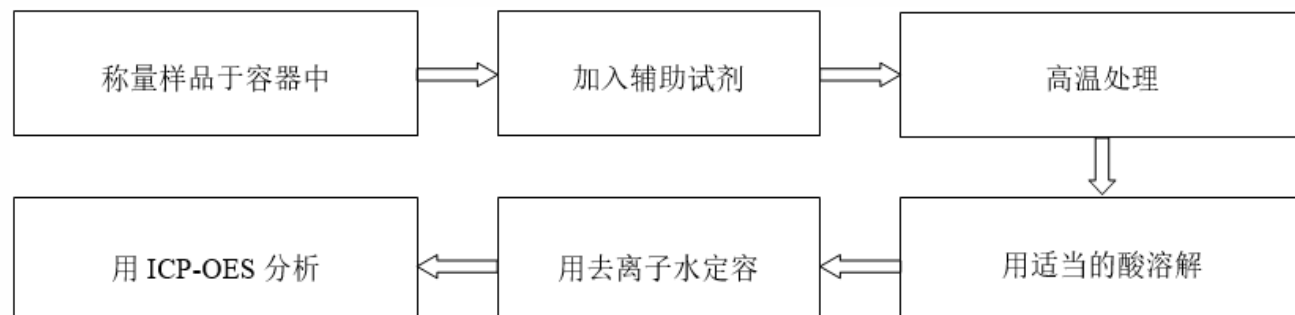 称量样品于容器中
加入辅助试剂
高温处理
用适当的酸溶解
用去离子水定容
用 ICP-OES 分析